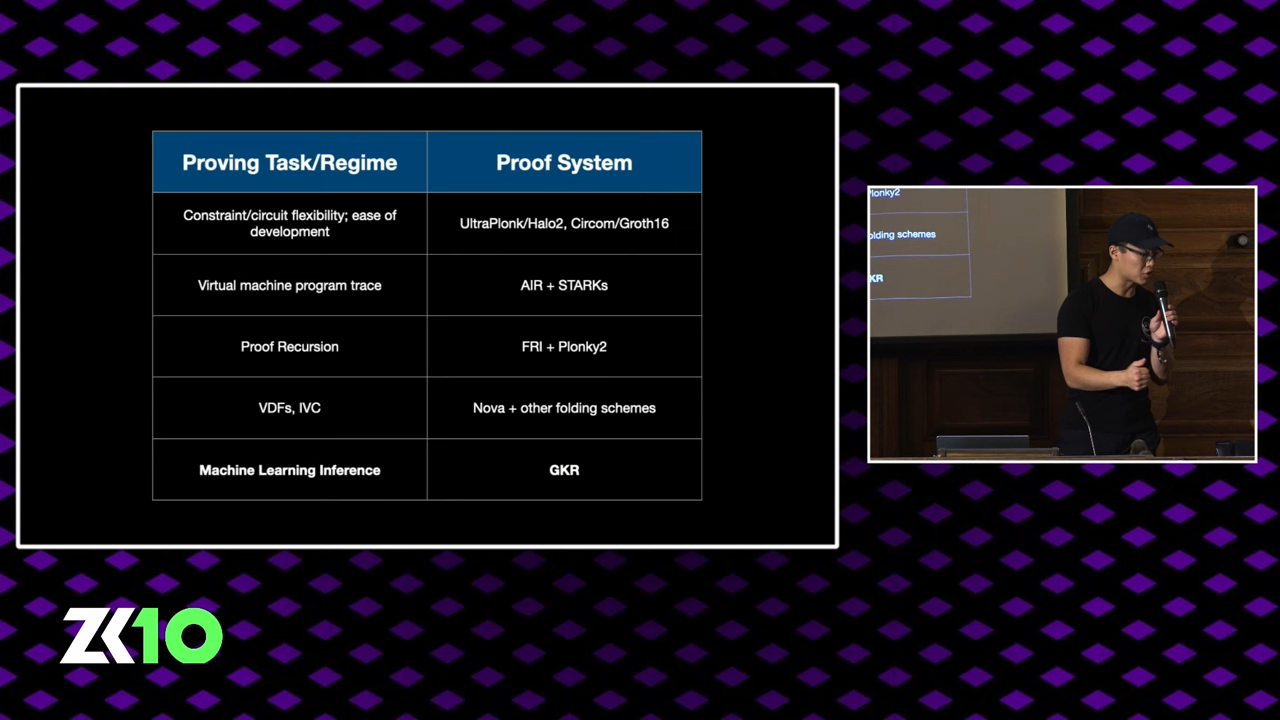 Proving Task/Regime
Proof System
Constraint/circuit flexibility; ease of
development
UltraPlonk/Halo2, Circom/Groth16
Virtual machine program trace
AIR + STARKs
Proof Recursion
FRI + Plonky2
VDFs, IVC
Nova + other folding schemes
Machine Learning Inference
GKR
Plonky2
olding schemes
KR
ZK10